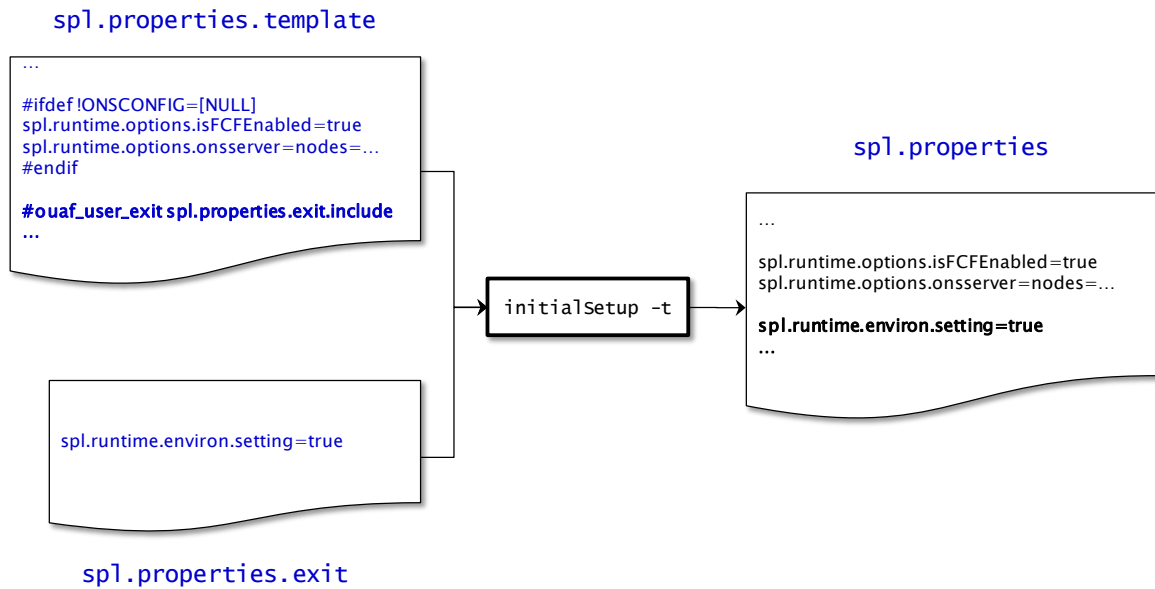 spl.properties.template
...
#ifdef !ONSCONFIG=[NULL]
spl.runtime.options.isFCFEnabled=true
spl.runtime.options.onsserver=nodes=...
#endif
#ouaf_user_exit spl.properties.exit.include
...
spl.runtime.environ.setting=true
spl.properties.exit
initialSetup -t
spl.properties
...
spl.runtime.options.isFCFEnabled=true
spl.runtime.options.onsserver=nodes=...
spl.runtime.environ.setting=true
...